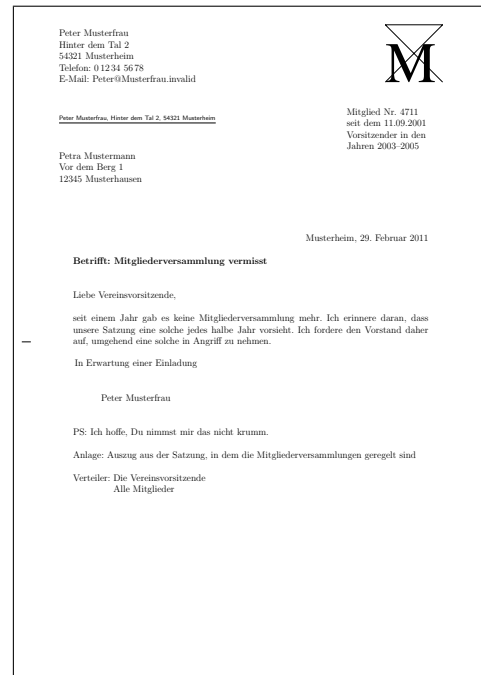 Peter Musterfrau
Hinter dem Tal 2
54321 Musterheim
Telefon: 0 12 34 56 78
E-Mail: Peter@Musterfrau.invalid
M
Peter Musterfrau, Hinter dem Tal 2, 54321 Musterheim
Mitglied Nr. 4711
seit dem 11.09.2001
Vorsitzender in den
Jahren 2003–2005
Petra Mustermann
Vor dem Berg 1
12345 Musterhausen
Musterheim, 29. Februar 2011
Betrifft: Mitgliederversammlung vermisst
Liebe Vereinsvorsitzende,
seit einem Jahr gab es keine Mitgliederversammlung mehr. Ich erinnere daran, dass
unsere Satzung eine solche jedes halbe Jahr vorsieht. Ich fordere den Vorstand daher
auf, umgehend eine solche in Angriff zu nehmen.
In Erwartung einer Einladung
Peter Musterfrau
PS: Ich hoffe, Du nimmst mir das nicht krumm.
Anlage: Auszug aus der Satzung, in dem die Mitgliederversammlungen geregelt sind
Verteiler: Die Vereinsvorsitzende
Alle Mitglieder